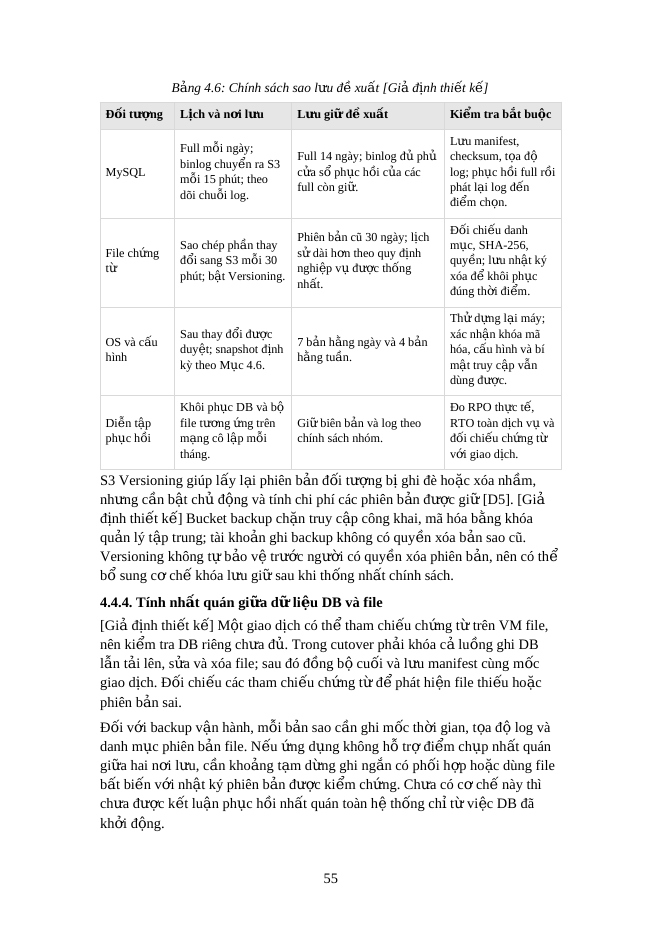 Bảng 4.6: Chính sách sao lưu đề xuất [Giả định thiết kế]
Đối tượng
Lịch và nơi lưu
Lưu giữ đề xuất
Kiểm tra bắt buộc
MySQL
Full mỗi ngày;
binlog chuyển ra S3
mỗi 15 phút; theo
dõi chuỗi log.
Full 14 ngày; binlog đủ phủ
cửa sổ phục hồi của các
full còn giữ.
Lưu manifest,
checksum, tọa độ
log; phục hồi full rồi
phát lại log đến
điểm chọn.
File chứng
từ
Sao chép phần thay
đổi sang S3 mỗi 30
phút; bật Versioning.
Phiên bản cũ 30 ngày; lịch
sử dài hơn theo quy định
nghiệp vụ được thống
nhất.
Đối chiếu danh
mục, SHA-256,
quyền; lưu nhật ký
xóa để khôi phục
đúng thời điểm.
OS và cấu
hình
Sau thay đổi được
duyệt; snapshot định
kỳ theo Mục 4.6.
7 bản hằng ngày và 4 bản
hằng tuần.
Thử dựng lại máy;
xác nhận khóa mã
hóa, cấu hình và bí
mật truy cập vẫn
dùng được.
Diễn tập
phục hồi
Khôi phục DB và bộ
file tương ứng trên
mạng cô lập mỗi
tháng.
Giữ biên bản và log theo
chính sách nhóm.
Đo RPO thực tế,
RTO toàn dịch vụ và
đối chiếu chứng từ
với giao dịch.
S3 Versioning giúp lấy lại phiên bản đối tượng bị ghi đè hoặc xóa nhầm,
nhưng cần bật chủ động và tính chi phí các phiên bản được giữ [D5]. [Giả
định thiết kế] Bucket backup chặn truy cập công khai, mã hóa bằng khóa
quản lý tập trung; tài khoản ghi backup không có quyền xóa bản sao cũ.
Versioning không tự bảo vệ trước người có quyền xóa phiên bản, nên có thể
bổ sung cơ chế khóa lưu giữ sau khi thống nhất chính sách.
4.4.4. Tính nhất quán giữa dữ liệu DB và file
[Giả định thiết kế] Một giao dịch có thể tham chiếu chứng từ trên VM file,
nên kiểm tra DB riêng chưa đủ. Trong cutover phải khóa cả luồng ghi DB
lẫn tải lên, sửa và xóa file; sau đó đồng bộ cuối và lưu manifest cùng mốc
giao dịch. Đối chiếu các tham chiếu chứng từ để phát hiện file thiếu hoặc
phiên bản sai.
Đối với backup vận hành, mỗi bản sao cần ghi mốc thời gian, tọa độ log và
danh mục phiên bản file. Nếu ứng dụng không hỗ trợ điểm chụp nhất quán
giữa hai nơi lưu, cần khoảng tạm dừng ghi ngắn có phối hợp hoặc dùng file
bất biến với nhật ký phiên bản được kiểm chứng. Chưa có cơ chế này thì
chưa được kết luận phục hồi nhất quán toàn hệ thống chỉ từ việc DB đã
khởi động.
55